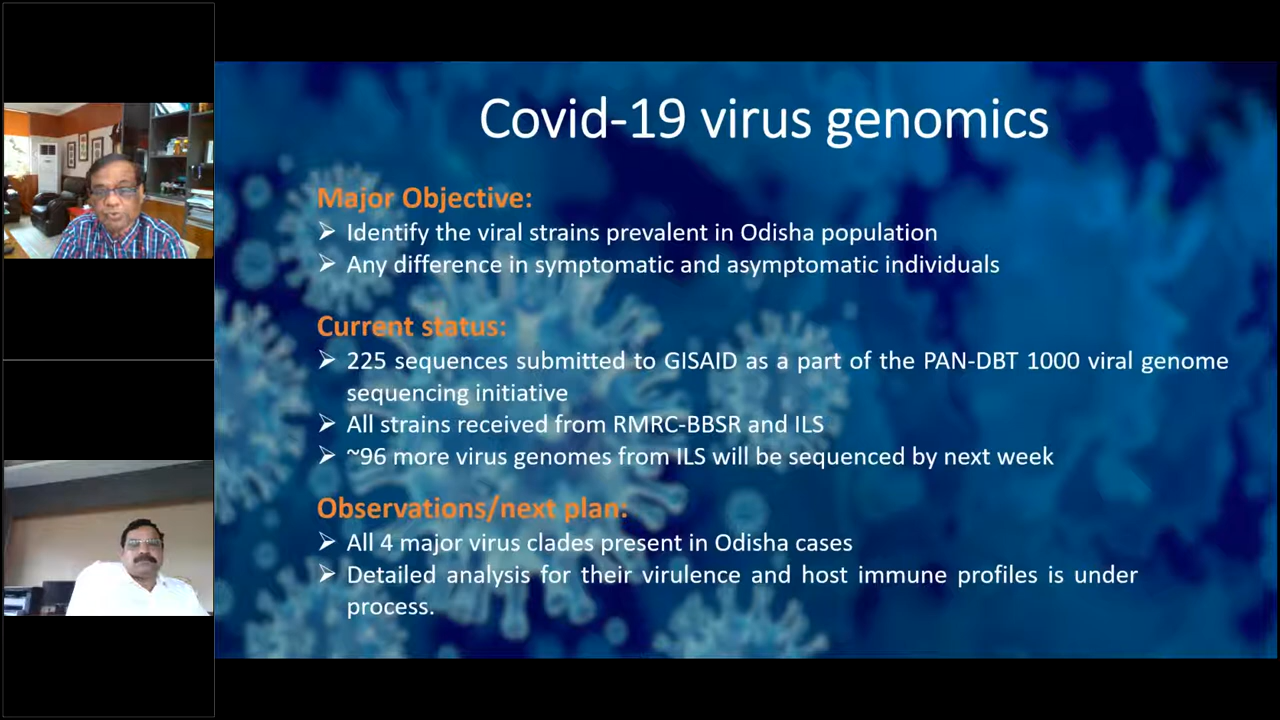 Covid-19 virus genomics
Major Objective:
➢ Identify the viral strains prevalent in Odisha population
➢ Any difference in symptomatic and asymptomatic individuals
Current status:
➢ 225 sequences submitted to GISAID as a part of the PAN-DBT 1000 viral genome
sequencing initiative
➢ All strains received from RMRC-BBSR and ILS
➢ ~96 more virus genomes from ILS will be sequenced by next week
Observations/next plan:
➢ All 4 major virus clades present in Odisha cases
➢ Detailed analysis for their virulence and host immune profiles is under
process.